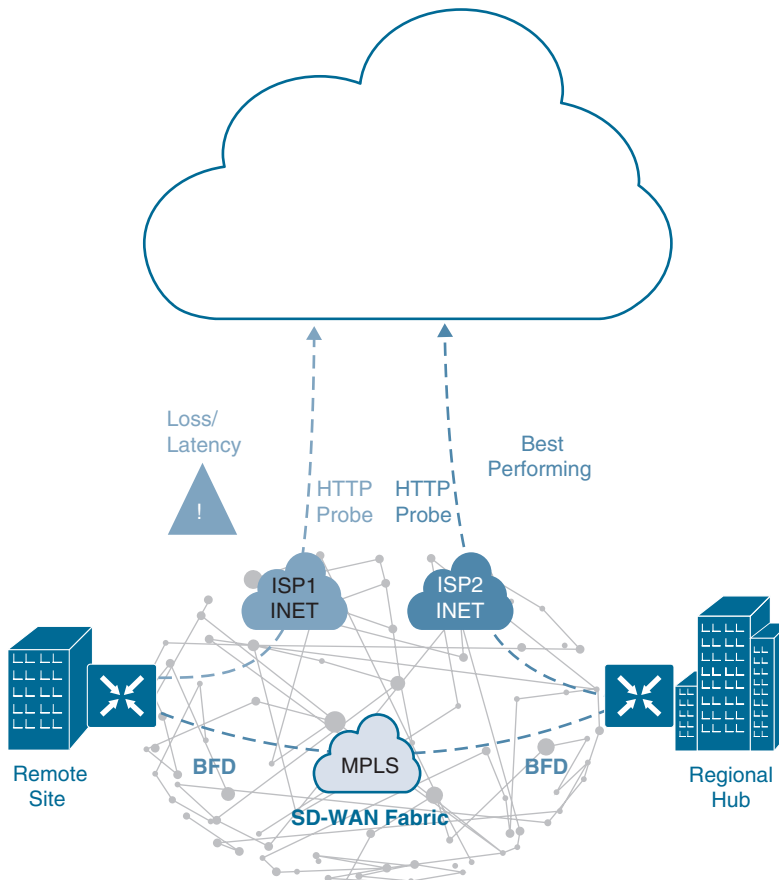 Loss/
Latency
!
HTTP
Probe
HTTP
Probe
Best
Performing
ISP1
INET
ISP2
INET
Remote
Site
BFD
MPLS
BFD
Regional
Hub
SD-WAN Fabric